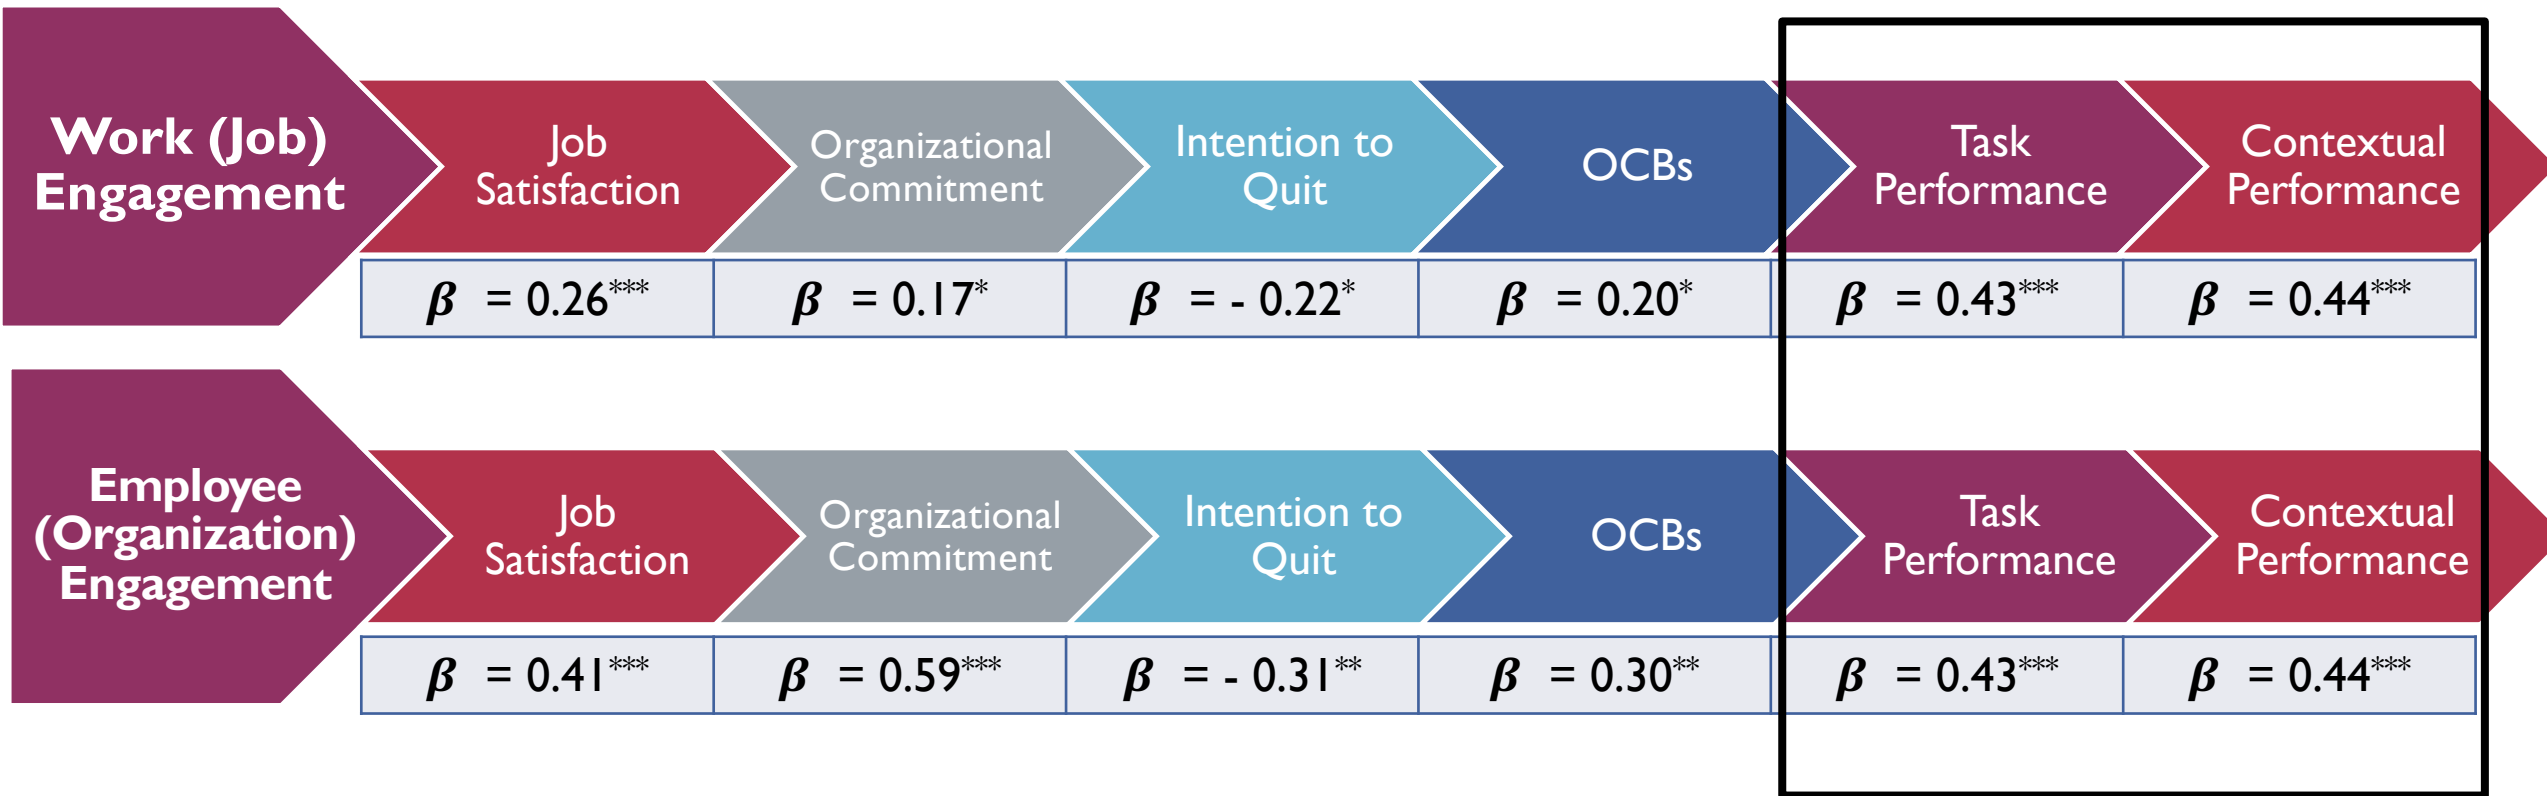 Work (Job)
Engagement
Job
Satisfaction
Organizational
Commitment
Intention to
Quit
OCBs
Task
Performance
Contextual
Performance
β = 0.26***
β = 0.17*
β = - 0.22*
β = 0.20*
β = 0.43***
β = 0.44***
Employee
(Organization)
Engagement
Job
Satisfaction
Organizational
Commitment
Intention to
Quit
OCBs
Task
Performance
Contextual
Performance
β = 0.41***
β = 0.59***
β = - 0.31**
β = 0.30**
β = 0.43***
β = 0.44***